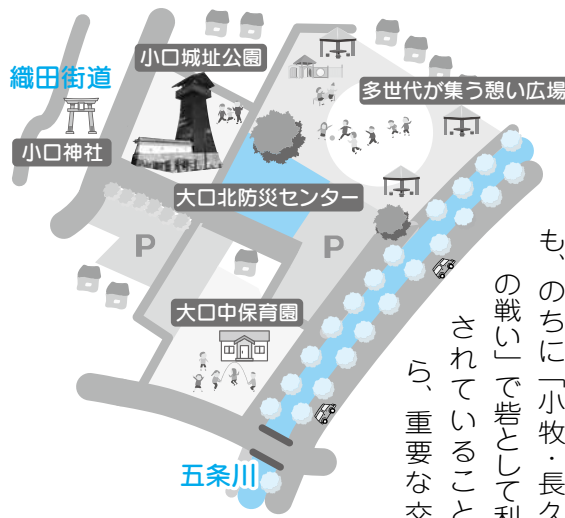 小口城址公園
織田街道
多世代が集う憩い広場
小口神社
大口北防災センター
P
P
大口中保育園
五条川
も、のちに「小牧・長久
の戦い」で砦として利
されていること
ら、重要な交